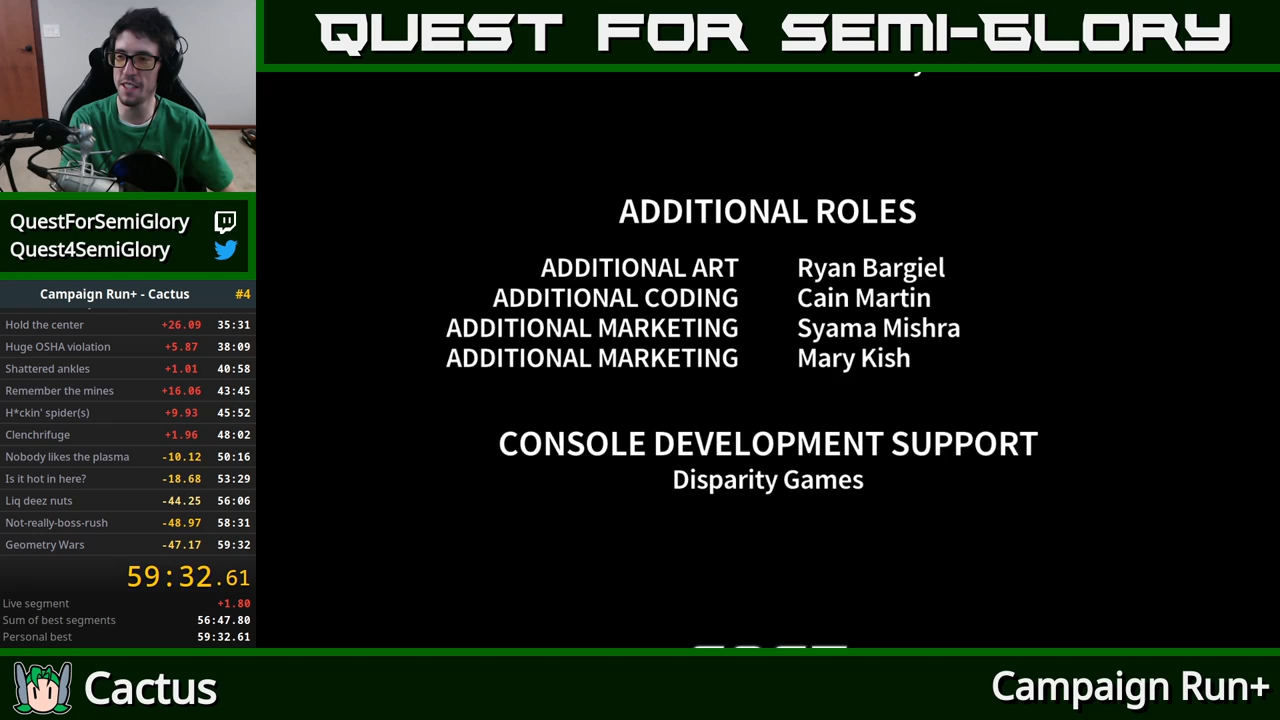 QUEST FOR SEMI-GLORY
QuestForSemiGlory
Quest4SemiGlory
Campaign Run+ - Cactus #4
Hold the center +26.09 35:31
Huge OSHA violation +5.87 38:09
Shattered ankles +1.01 40:58
Remember the mines +16.06 43:45
H*ckin' spider(s) +9.93 45:52
Clenchrifuge +1.96 48:02
Nobody likes the plasma -10.12 50:16
Is it hot in here? -18.68 53:29
Liq deez nuts -44.25 56:06
Not-really-boss-rush -48.97 58:31
Geometry Wars -47.17 59:32
59:32.61
Live segment +1.80
Sum of best segments 56:47.80
Personal best 59:32.61
ADDITIONAL ROLES
ADDITIONAL ART Ryan Bargiel
ADDITIONAL CODING Cain Martin
ADDITIONAL MARKETING Syama Mishra
ADDITIONAL MARKETING Mary Kish
CONSOLE DEVELOPMENT SUPPORT
Disparity Games
Cactus
Campaign Run+